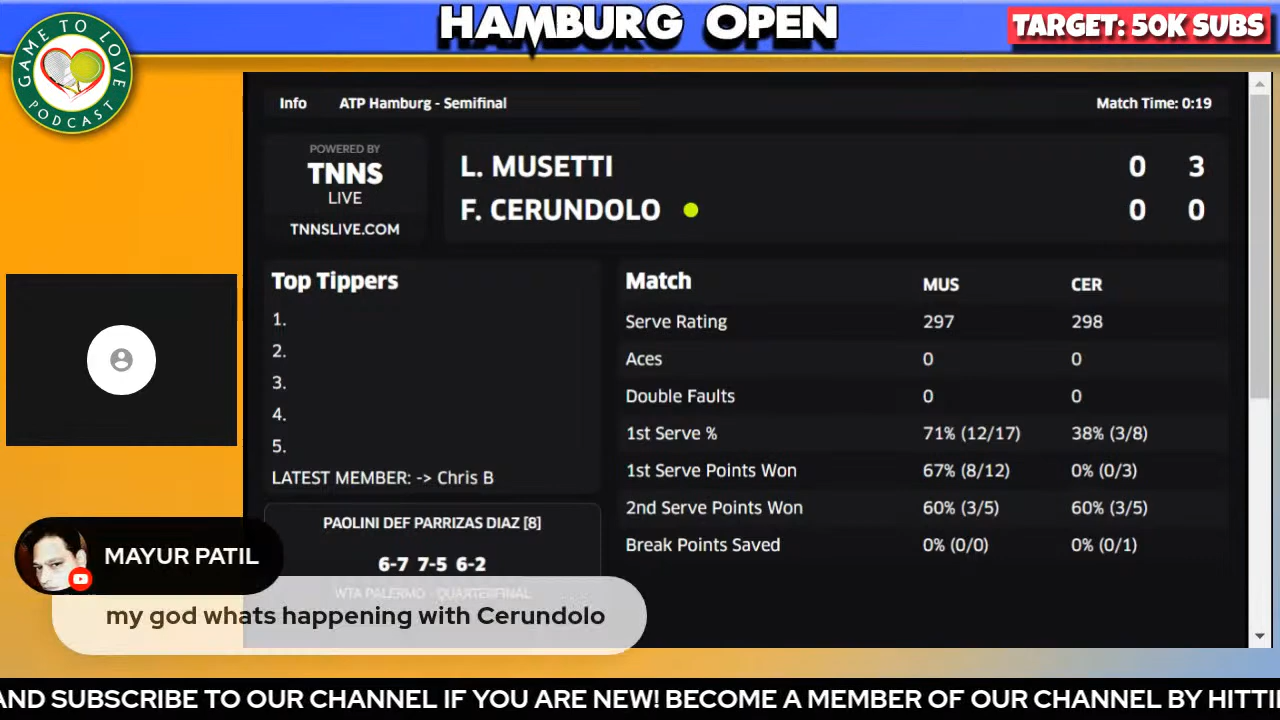 HAMBURG OPEN
TARGET: 50K SUBS
GAME TO LOVE
PODCAST
Info ATP Hamburg - Semifinal Match Time: 0:19
POWERED BY
TNNS
LIVE
TNNSLIVE.COM
L. MUSETTI 0 3
F. CERUNDOLO 0 0
Top Tippers
1.
2.
3.
4.
5.
LATEST MEMBER: -> Chris B
Match MUS CER
Serve Rating 297 298
Aces 0 0
Double Faults 0 0
1st Serve % 71% (12/17) 38% (3/8)
1st Serve Points Won 67% (8/12) 0% (0/3)
2nd Serve Points Won 60% (3/5) 60% (3/5)
Break Points Saved 0% (0/0) 0% (0/1)
PAOLINI DEF PARRIZAS DIAZ [8]
6-7 7-5 6-2
WTA PALERMO - QUARTERFINAL
MAYUR PATIL
my god whats happening with Cerundolo
AND SUBSCRIBE TO OUR CHANNEL IF YOU ARE NEW! BECOME A MEMBER OF OUR CHANNEL BY HITTI